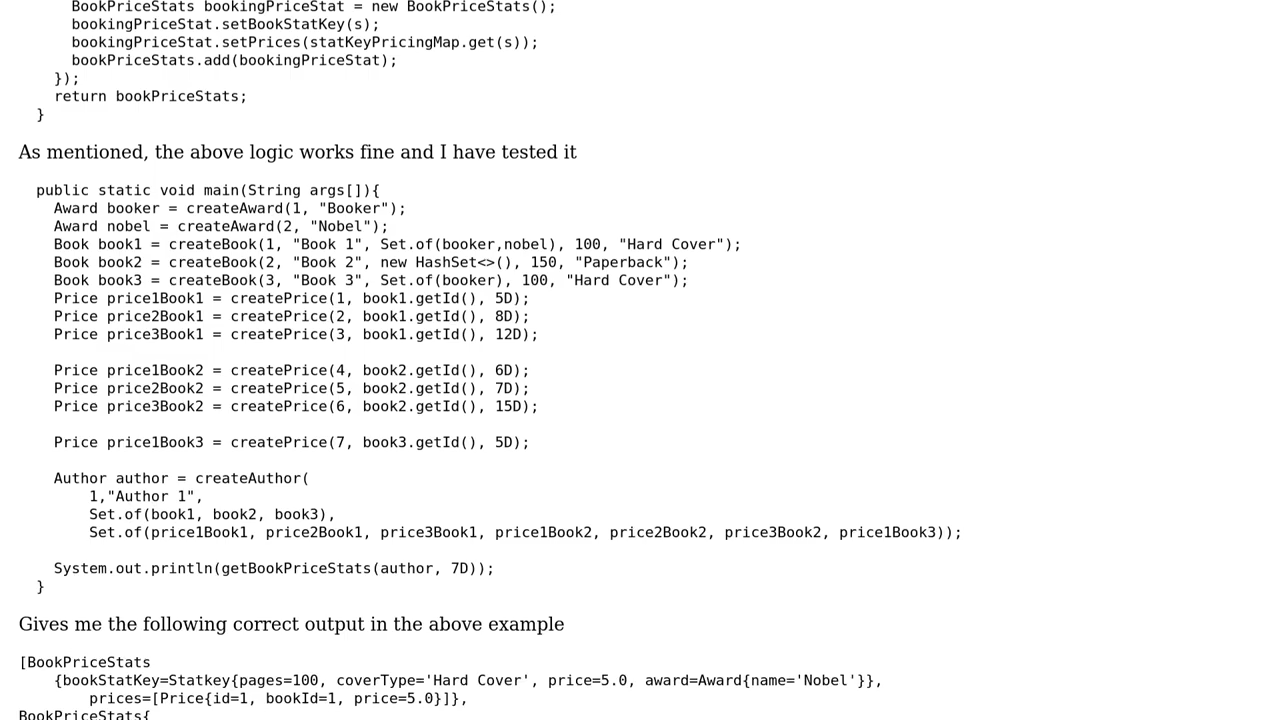 BookPriceStats bookingPriceStat = new BookPriceStats();
bookingPriceStat.setBookStatKey(s);
bookingPriceStat.setPrices(statKeyPricingMap.get(s));
bookPriceStats.add(bookingPriceStat);
});
return bookPriceStats;
}
As mentioned, the above logic works fine and I have tested it
public static void main(String args[]){
Award booker = createAward(1, "Booker");
Award nobel = createAward(2, "Nobel");
Book book1 = createBook(1, "Book 1", Set.of(booker,nobel), 100, "Hard Cover");
Book book2 = createBook(2, "Book 2", new HashSet<>(), 150, "Paperback");
Book book3 = createBook(3, "Book 3", Set.of(booker), 100, "Hard Cover");
Price price1Book1 = createPrice(1, book1.getId(), 5D);
Price price2Book1 = createPrice(2, book1.getId(), 8D);
Price price3Book1 = createPrice(3, book1.getId(), 12D);
Price price1Book2 = createPrice(4, book2.getId(), 6D);
Price price2Book2 = createPrice(5, book2.getId(), 7D);
Price price3Book2 = createPrice(6, book2.getId(), 15D);
Price price1Book3 = createPrice(7, book3.getId(), 5D);
Author author = createAuthor(
1,"Author 1",
Set.of(book1, book2, book3),
Set.of(price1Book1, price2Book1, price3Book1, price1Book2, price2Book2, price3Book2, price1Book3));
System.out.println(getBookPriceStats(author, 7D));
}
Gives me the following correct output in the above example
[BookPriceStats
{bookStatKey=Statkey{pages=100, coverType='Hard Cover', price=5.0, award=Award{name='Nobel'}},
prices=[Price{id=1, bookId=1, price=5.0}]},
BookPriceStats{